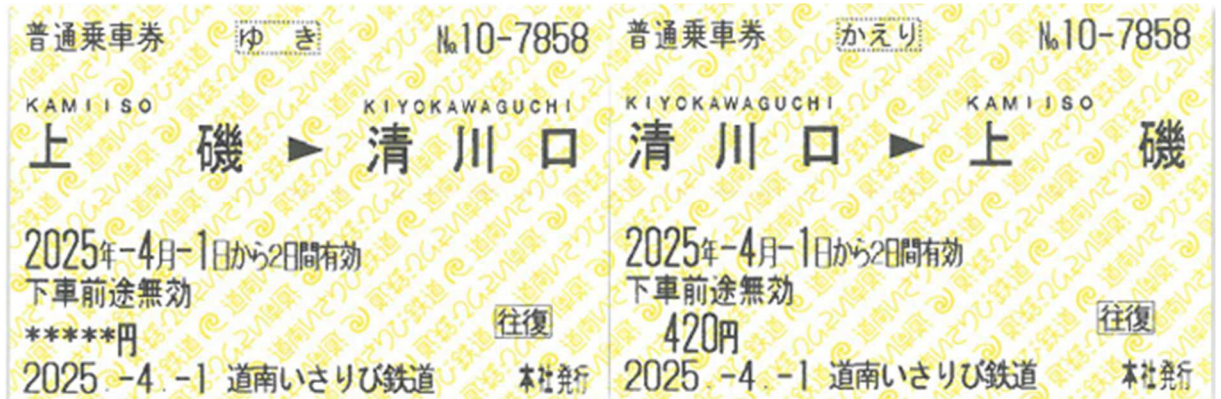 普通乗車券 ゆき №10-7858
KAMIISO KIYOKAWAGUCHI
上磯 ► 清川口
2025年-4月-1日から2日間有効
下車前途無効
*****円 往復
2025.-4.-1 道南いさりび鉄道 本社発行
普通乗車券 かえり №10-7858
KIYOKAWAGUCHI KAMIISO
清川口 ► 上磯
2025年-4月-1日から2日間有効
下車前途無効
420円 往復
2025.-4.-1 道南いさりび鉄道 本社発行